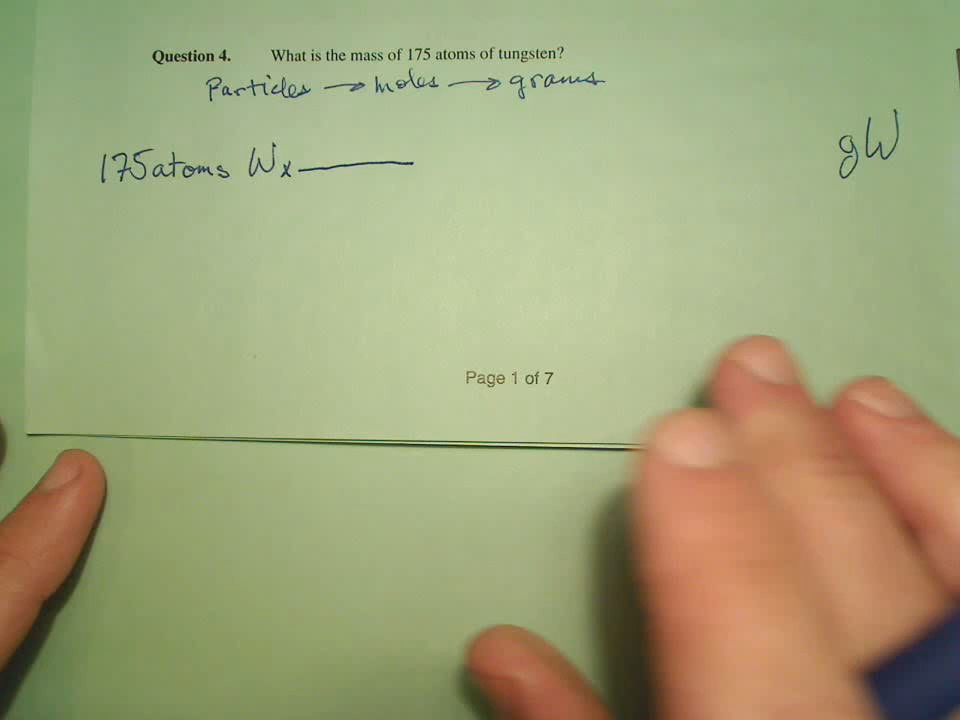 Question 4. What is the mass of 175 atoms of tungsten?
Particles → moles → grams
175 atoms W x gW
Page 1 of 7